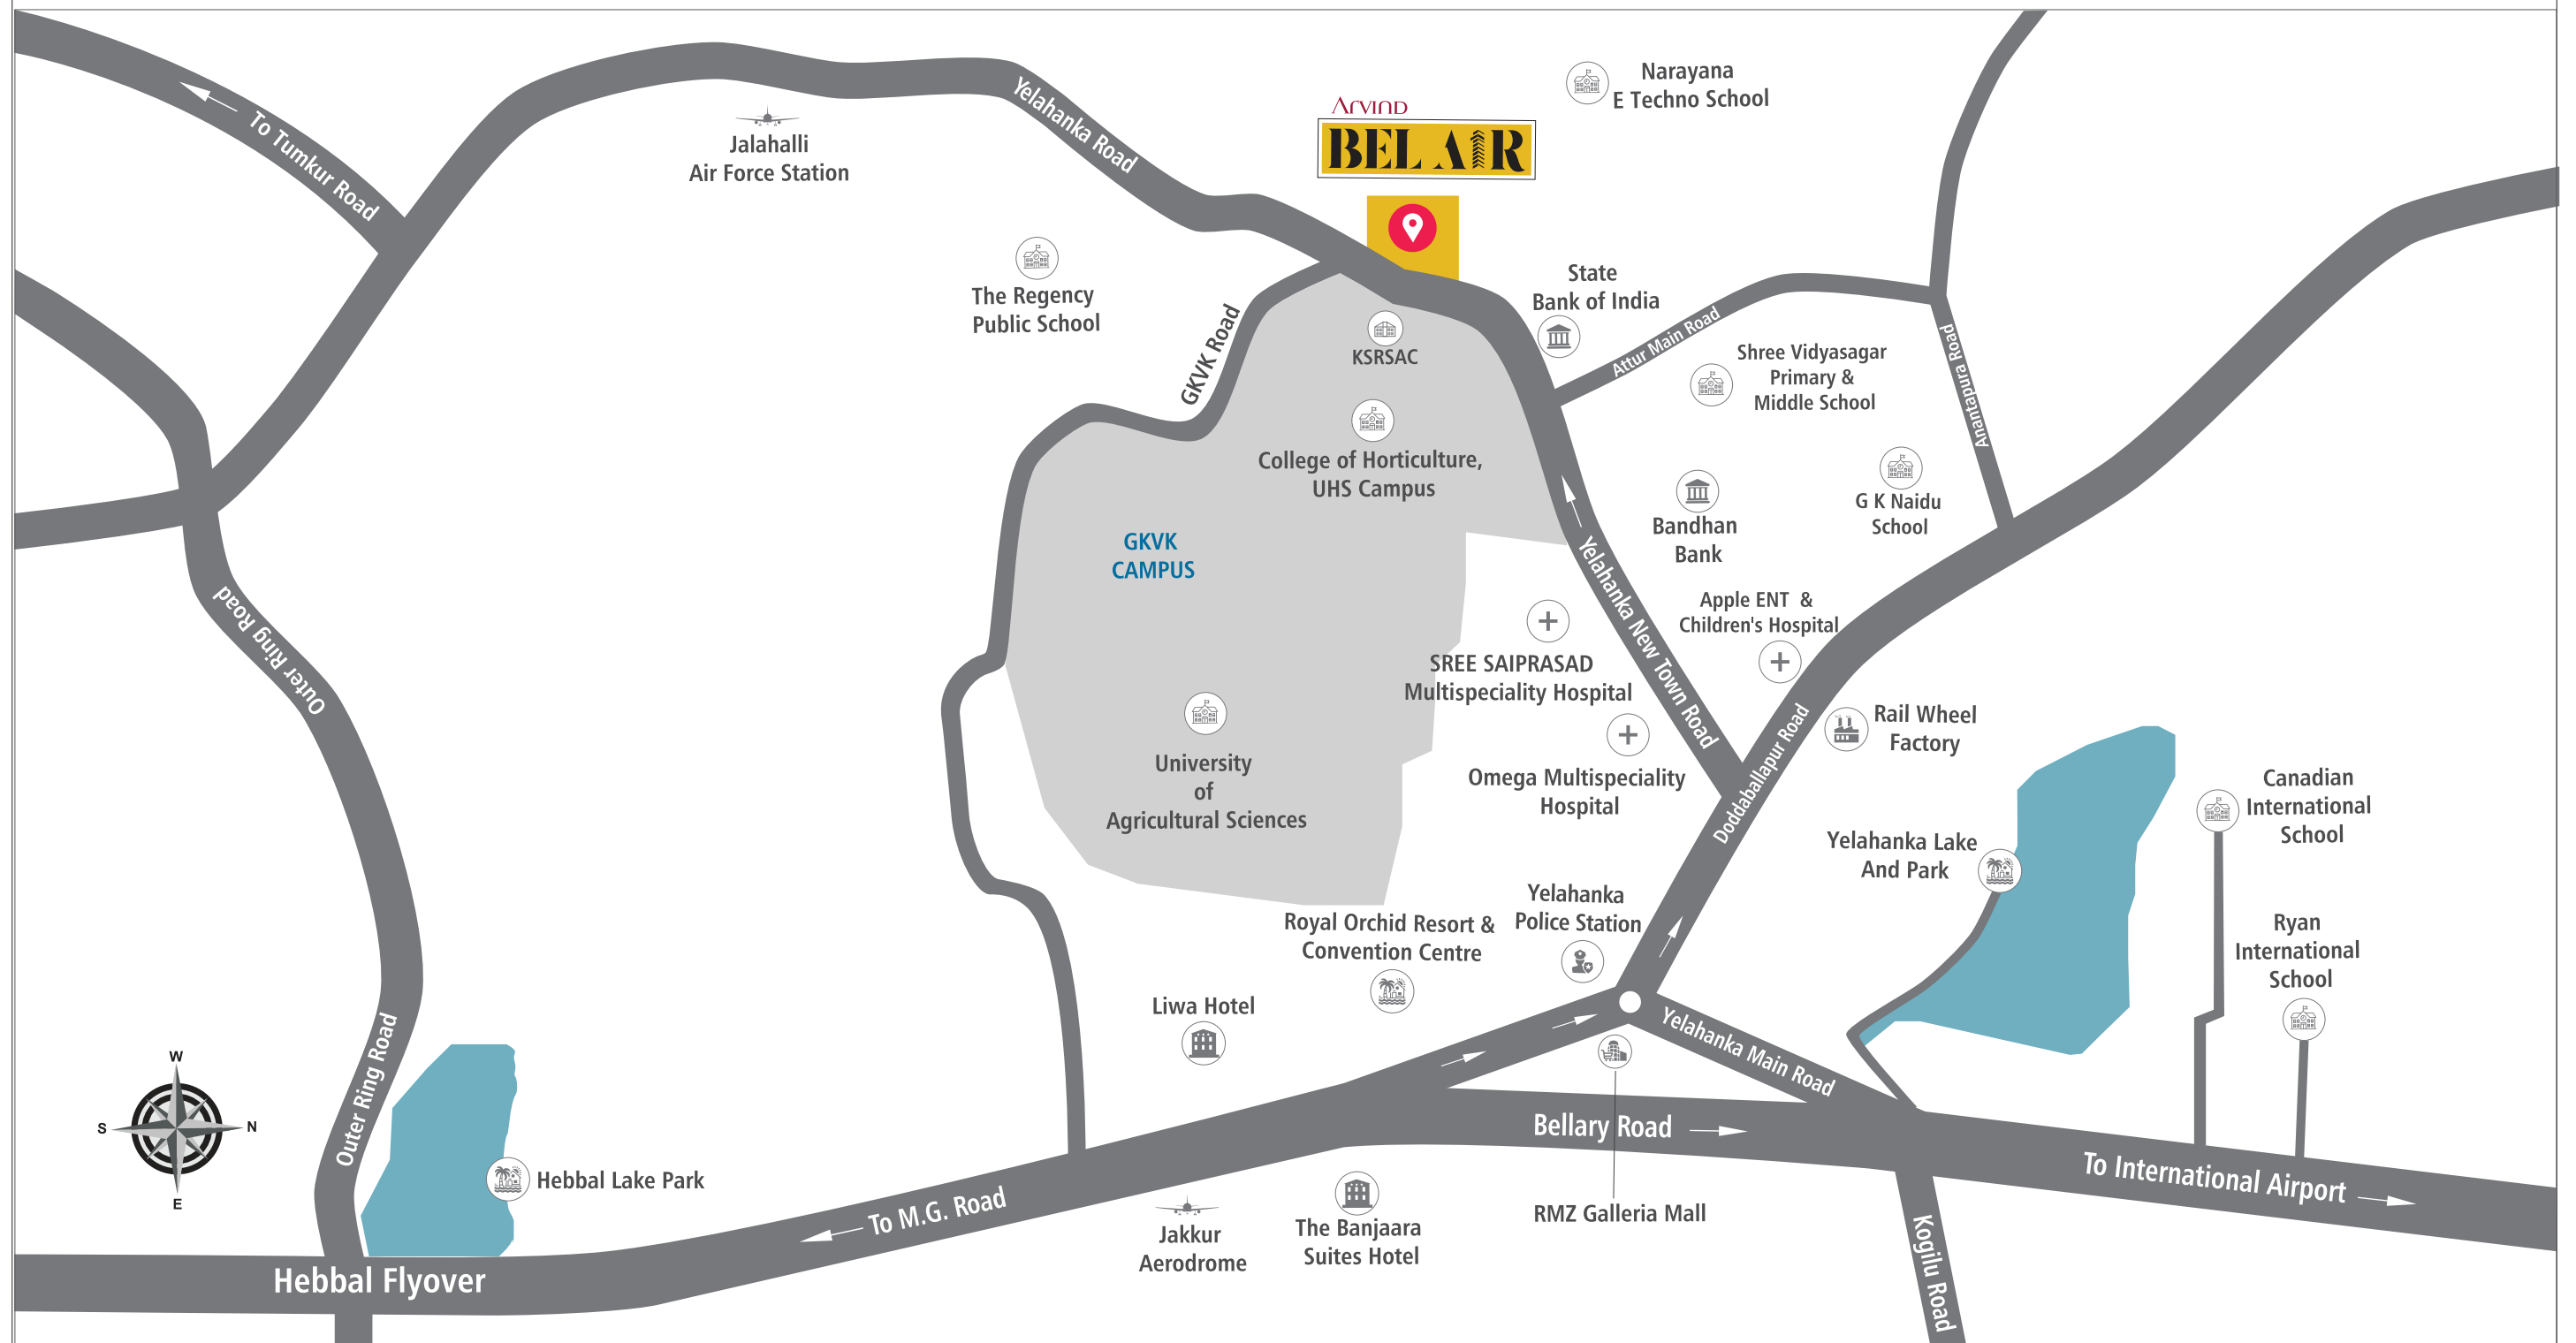 To Tumkur Road
Jalahalli
Air Force Station
Yelahanka Road
ARVIND
BEL AIR
Narayana
E Techno School
The Regency
Public School
GKVK Road
KSRSAC
State
Bank of India
Attur Main Road
Anantapura Road
Shree Vidyasagar
Primary &
Middle School
College of Horticulture,
UHS Campus
GKVK
CAMPUS
Bandhan
Bank
G K Naidu
School
Outer Ring Road
Yelahanka New Town Road
Apple ENT &
Children's Hospital
SREE SAIPRASAD
Multispeciality Hospital
Omega Multispeciality
Hospital
University
of
Agricultural Sciences
Doddaballapur Road
Rail Wheel
Factory
Yelahanka Lake
And Park
Canadian
International
School
Ryan
International
School
Yelahanka
Police Station
Royal Orchid Resort &
Convention Centre
Liwa Hotel
Yelahanka Main Road
Outer Ring Road
W
S
N
E
Hebbal Lake Park
Bellary Road
To International Airport
To M.G. Road
Jakkur
Aerodrome
The Banjaara
Suites Hotel
RMZ Galleria Mall
Kogilu Road
Hebbal Flyover